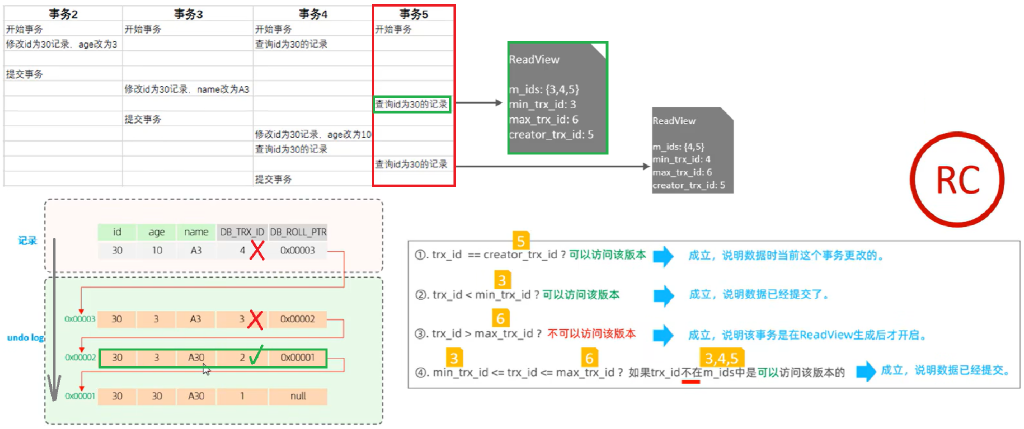 事务2 事务3 事务4 事务5
开始事务 开始事务 开始事务 开始事务
修改id为30记录、age改为3 查询id为30的记录
提交事务
修改id为30记录、name改为A3
查询id为30的记录
提交事务
修改id为30记录、age改为10
查询id为30的记录
查询id为30的记录
提交事务
ReadView
m_ids: {3,4,5}
min_trx_id: 3
max_trx_id: 6
creator_trx_id: 5
ReadView
m_ids: {4,5}
min_trx_id: 4
max_trx_id: 6
creator_trx_id: 5
RC
记录
id age name DB_TRX_ID DB_ROLL_PTR
30 10 A3 4 0x00003
undo log
0x00003 30 3 A3 3 0x00002
0x00002 30 3 A30 2 0x00001
0x00001 30 30 A30 1 null
5
①. trx_id == creator_trx_id ? 可以访问该版本 成立，说明数据时当前这个事务更改的。
3
②. trx_id < min_trx_id ? 可以访问该版本 成立，说明数据已经提交了。
6
③. trx_id > max_trx_id ? 不可以访问该版本 成立，说明该事务是在ReadView生成后才开启。
3 6 3,4,5
④. min_trx_id <= trx_id <= max_trx_id ? 如果trx_id不在m_ids中是可以访问该版本的 成立，说明数据已经提交。